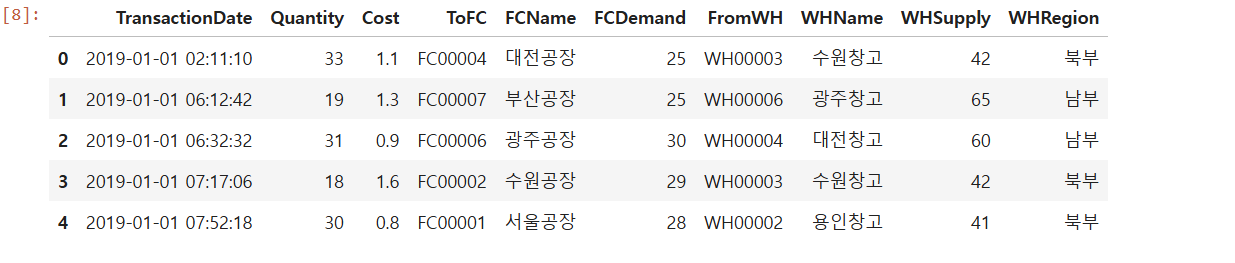 [8]: TransactionDate Quantity Cost ToFC FCName FCDemand FromWH WHName WHSupply WHRegion
0 2019-01-01 02:11:10 33 1.1 FC00004 대전공장 25 WH00003 수원창고 42 북부
1 2019-01-01 06:12:42 19 1.3 FC00007 부산공장 25 WH00006 광주창고 65 남부
2 2019-01-01 06:32:32 31 0.9 FC00006 광주공장 30 WH00004 대전창고 60 남부
3 2019-01-01 07:17:06 18 1.6 FC00002 수원공장 29 WH00003 수원창고 42 북부
4 2019-01-01 07:52:18 30 0.8 FC00001 서울공장 28 WH00002 용인창고 41 북부